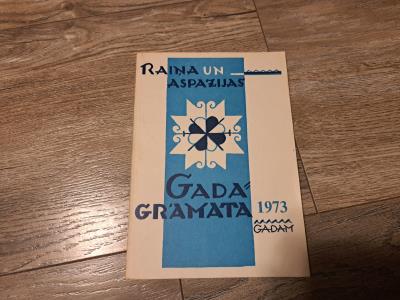 RAIŅA UN
ASPAZIJAS
GADA
GRĀMATA 1973
GADAM